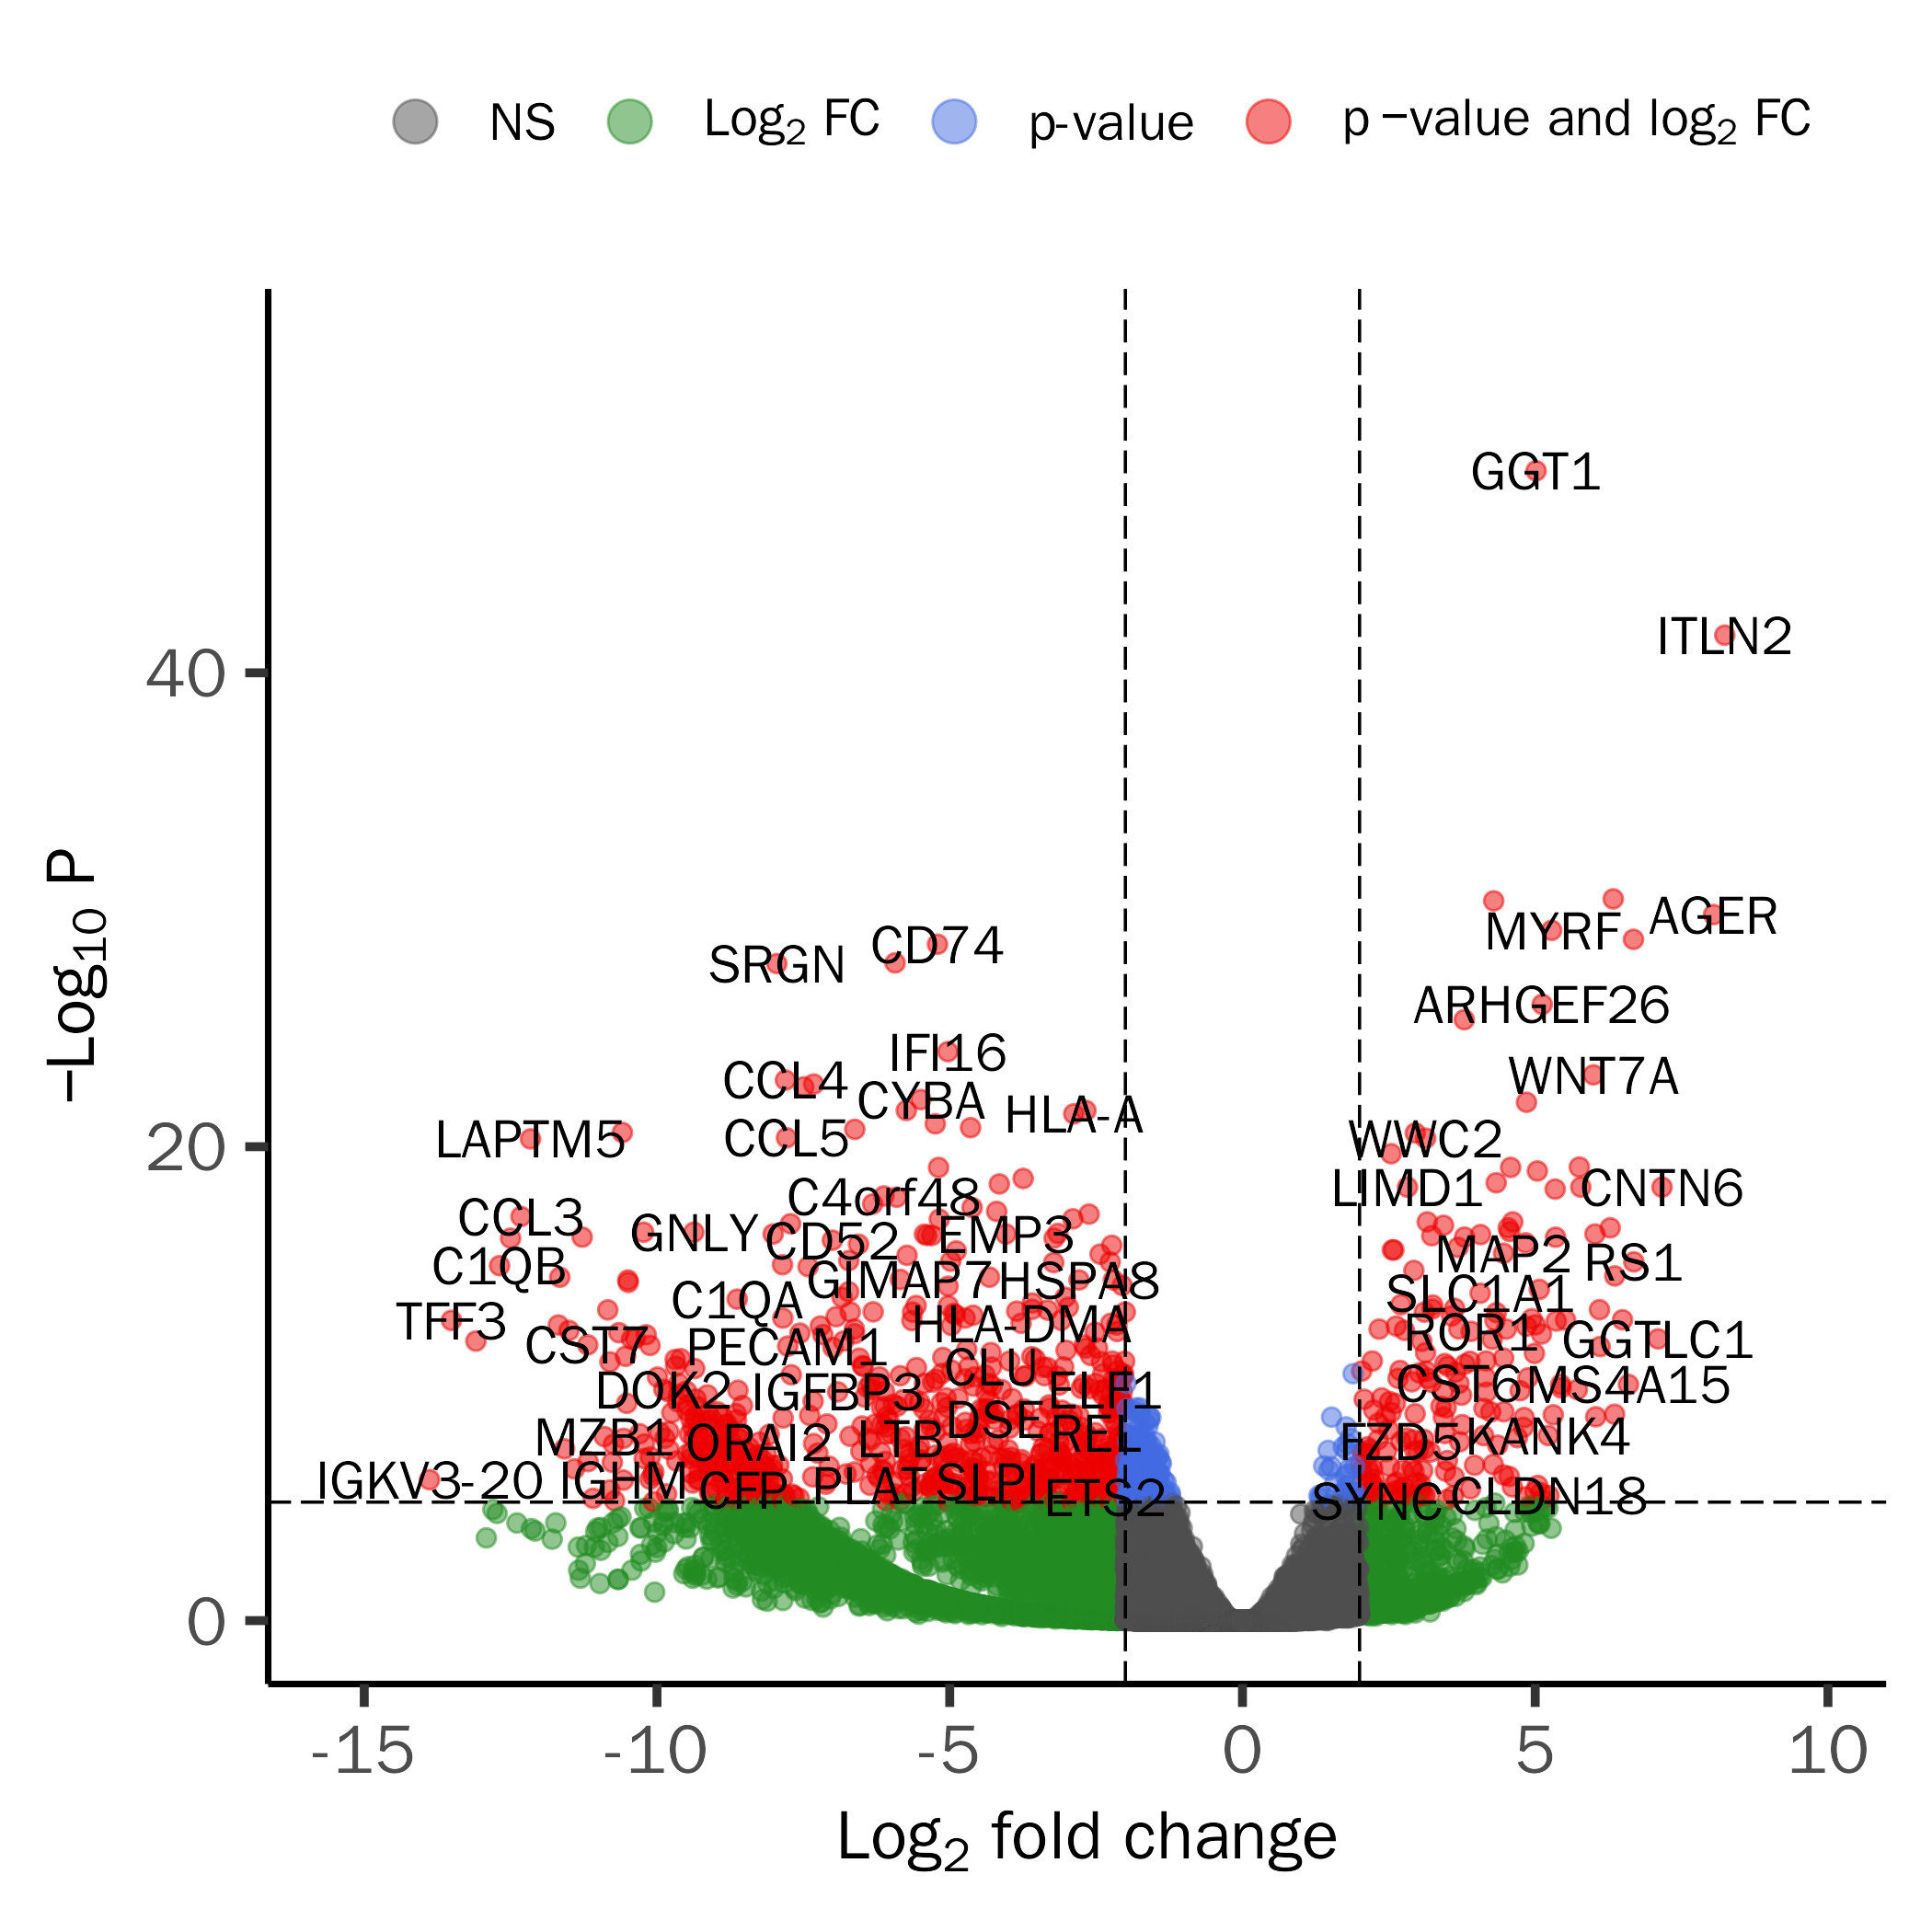 NS Log2 FC p-value p −value and log2 FC
GGT1
40
ITLN2
−Log10 P
MYRF AGER
SRGN CD74
ARHGEF26
IFI16
CCL4 CYBA HLA-A WNT7A
20
LAPTM5 CCL5 WWC2
C4orf48 LIMD1 CNTN6
CCL3 GNLY CD52 EMP3
C1QB GIMAP7 HSPA8 MAP2 RS1
TFF3 C1QA HLA-DMA SLC1A1
CST7 PECAM1 CLU ROR1 GGTLC1
DOK2 IGFBP3 ELF1 CST6 MS4A15
MZB1 ORAI2 LTB DSE REL FZD5 KANK4
IGKV3-20 IGHM CFP PLAT SLPI ETS2 SYNC CLDN18
0
-15 -10 -5 0 5 10
Log2 fold change